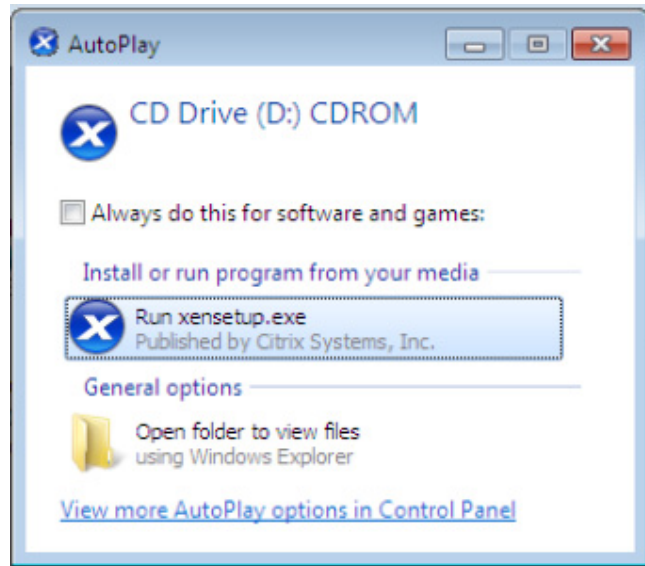 AutoPlay
CD Drive (D:) CDROM
Always do this for software and games:
Install or run program from your media
Run xensetup.exe
Published by Citrix Systems, Inc.
General options
Open folder to view files
using Windows Explorer
View more AutoPlay options in Control Panel